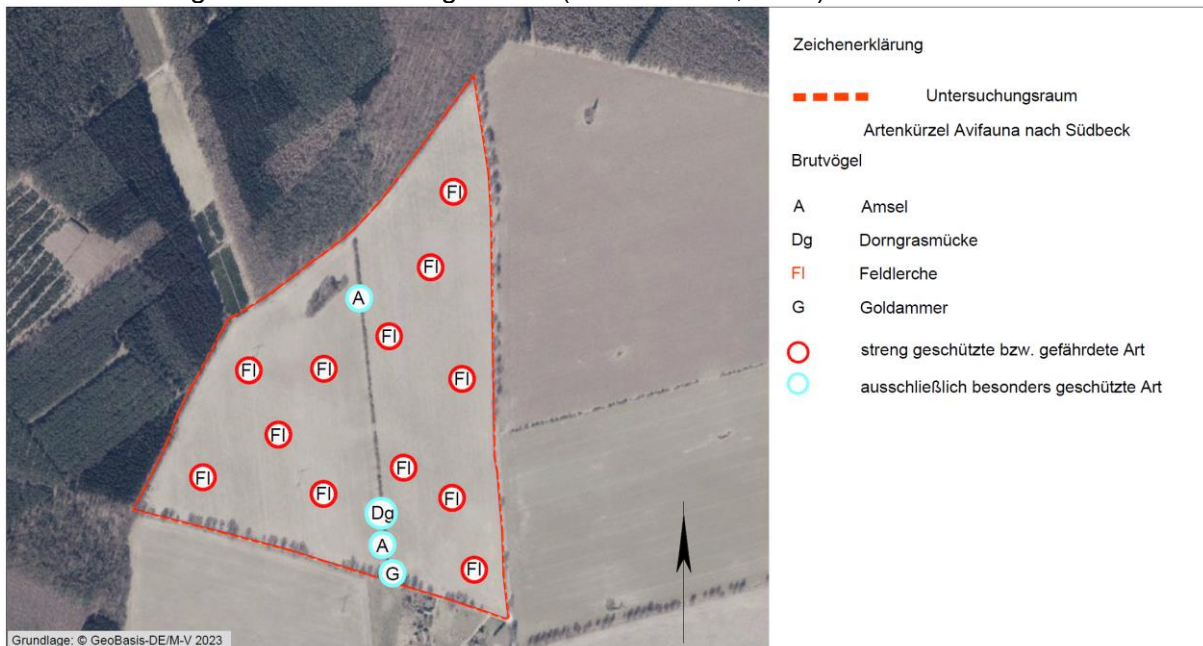 Fl
Fl
A
Fl
Fl
Fl
Fl
Fl
Fl
Fl
Fl
Fl
Dg
A
Fl
G
Grundlage: © GeoBasis-DE/M-V 2023
Zeichenerklärung
Untersuchungsraum
Artenkürzel Avifauna nach Südbeck
Brutvögel
A Amsel
Dg Dorngrasmücke
Fl Feldlerche
G Goldammer
streng geschützte bzw. gefährdete Art
ausschließlich besonders geschützte Art